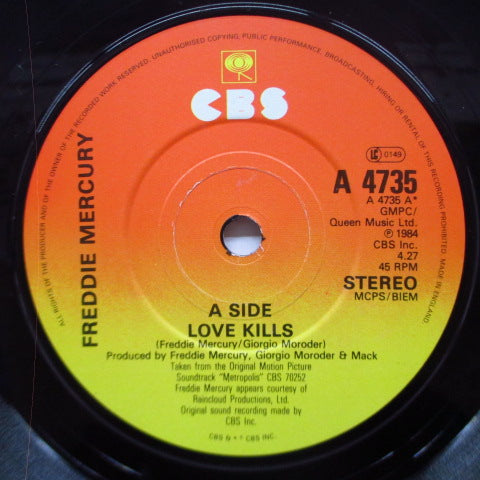 ALL RIGHTS OF THE PRODUCER AND OF THE OWNER OF THE RECORDED WORK RESERVED. UNAUTHORISED COPYING, PUBLIC PERFORMANCE, BROADCASTING, HIRING OR RENTAL OF THIS RECORDING PROHIBITED. MADE IN ENGLAND
CBS
FREDDIE MERCURY
LC 0149
A 4735
A 4735 A*
GMPC/
Queen Music Ltd.
℗ 1984
CBS Inc.
4.27
45 RPM
STEREO
MCPS/BIEM
A SIDE
LOVE KILLS
(Freddie Mercury/Giorgio Moroder)
Produced by Freddie Mercury, Giorgio Moroder & Mack
Taken from the Original Motion Picture
Soundtrack "Metropolis" CBS 70252
Freddie Mercury appears courtesy of
Raincloud Productions, Ltd.
Original sound recording made by
CBS Inc.
CBS CBS INC.